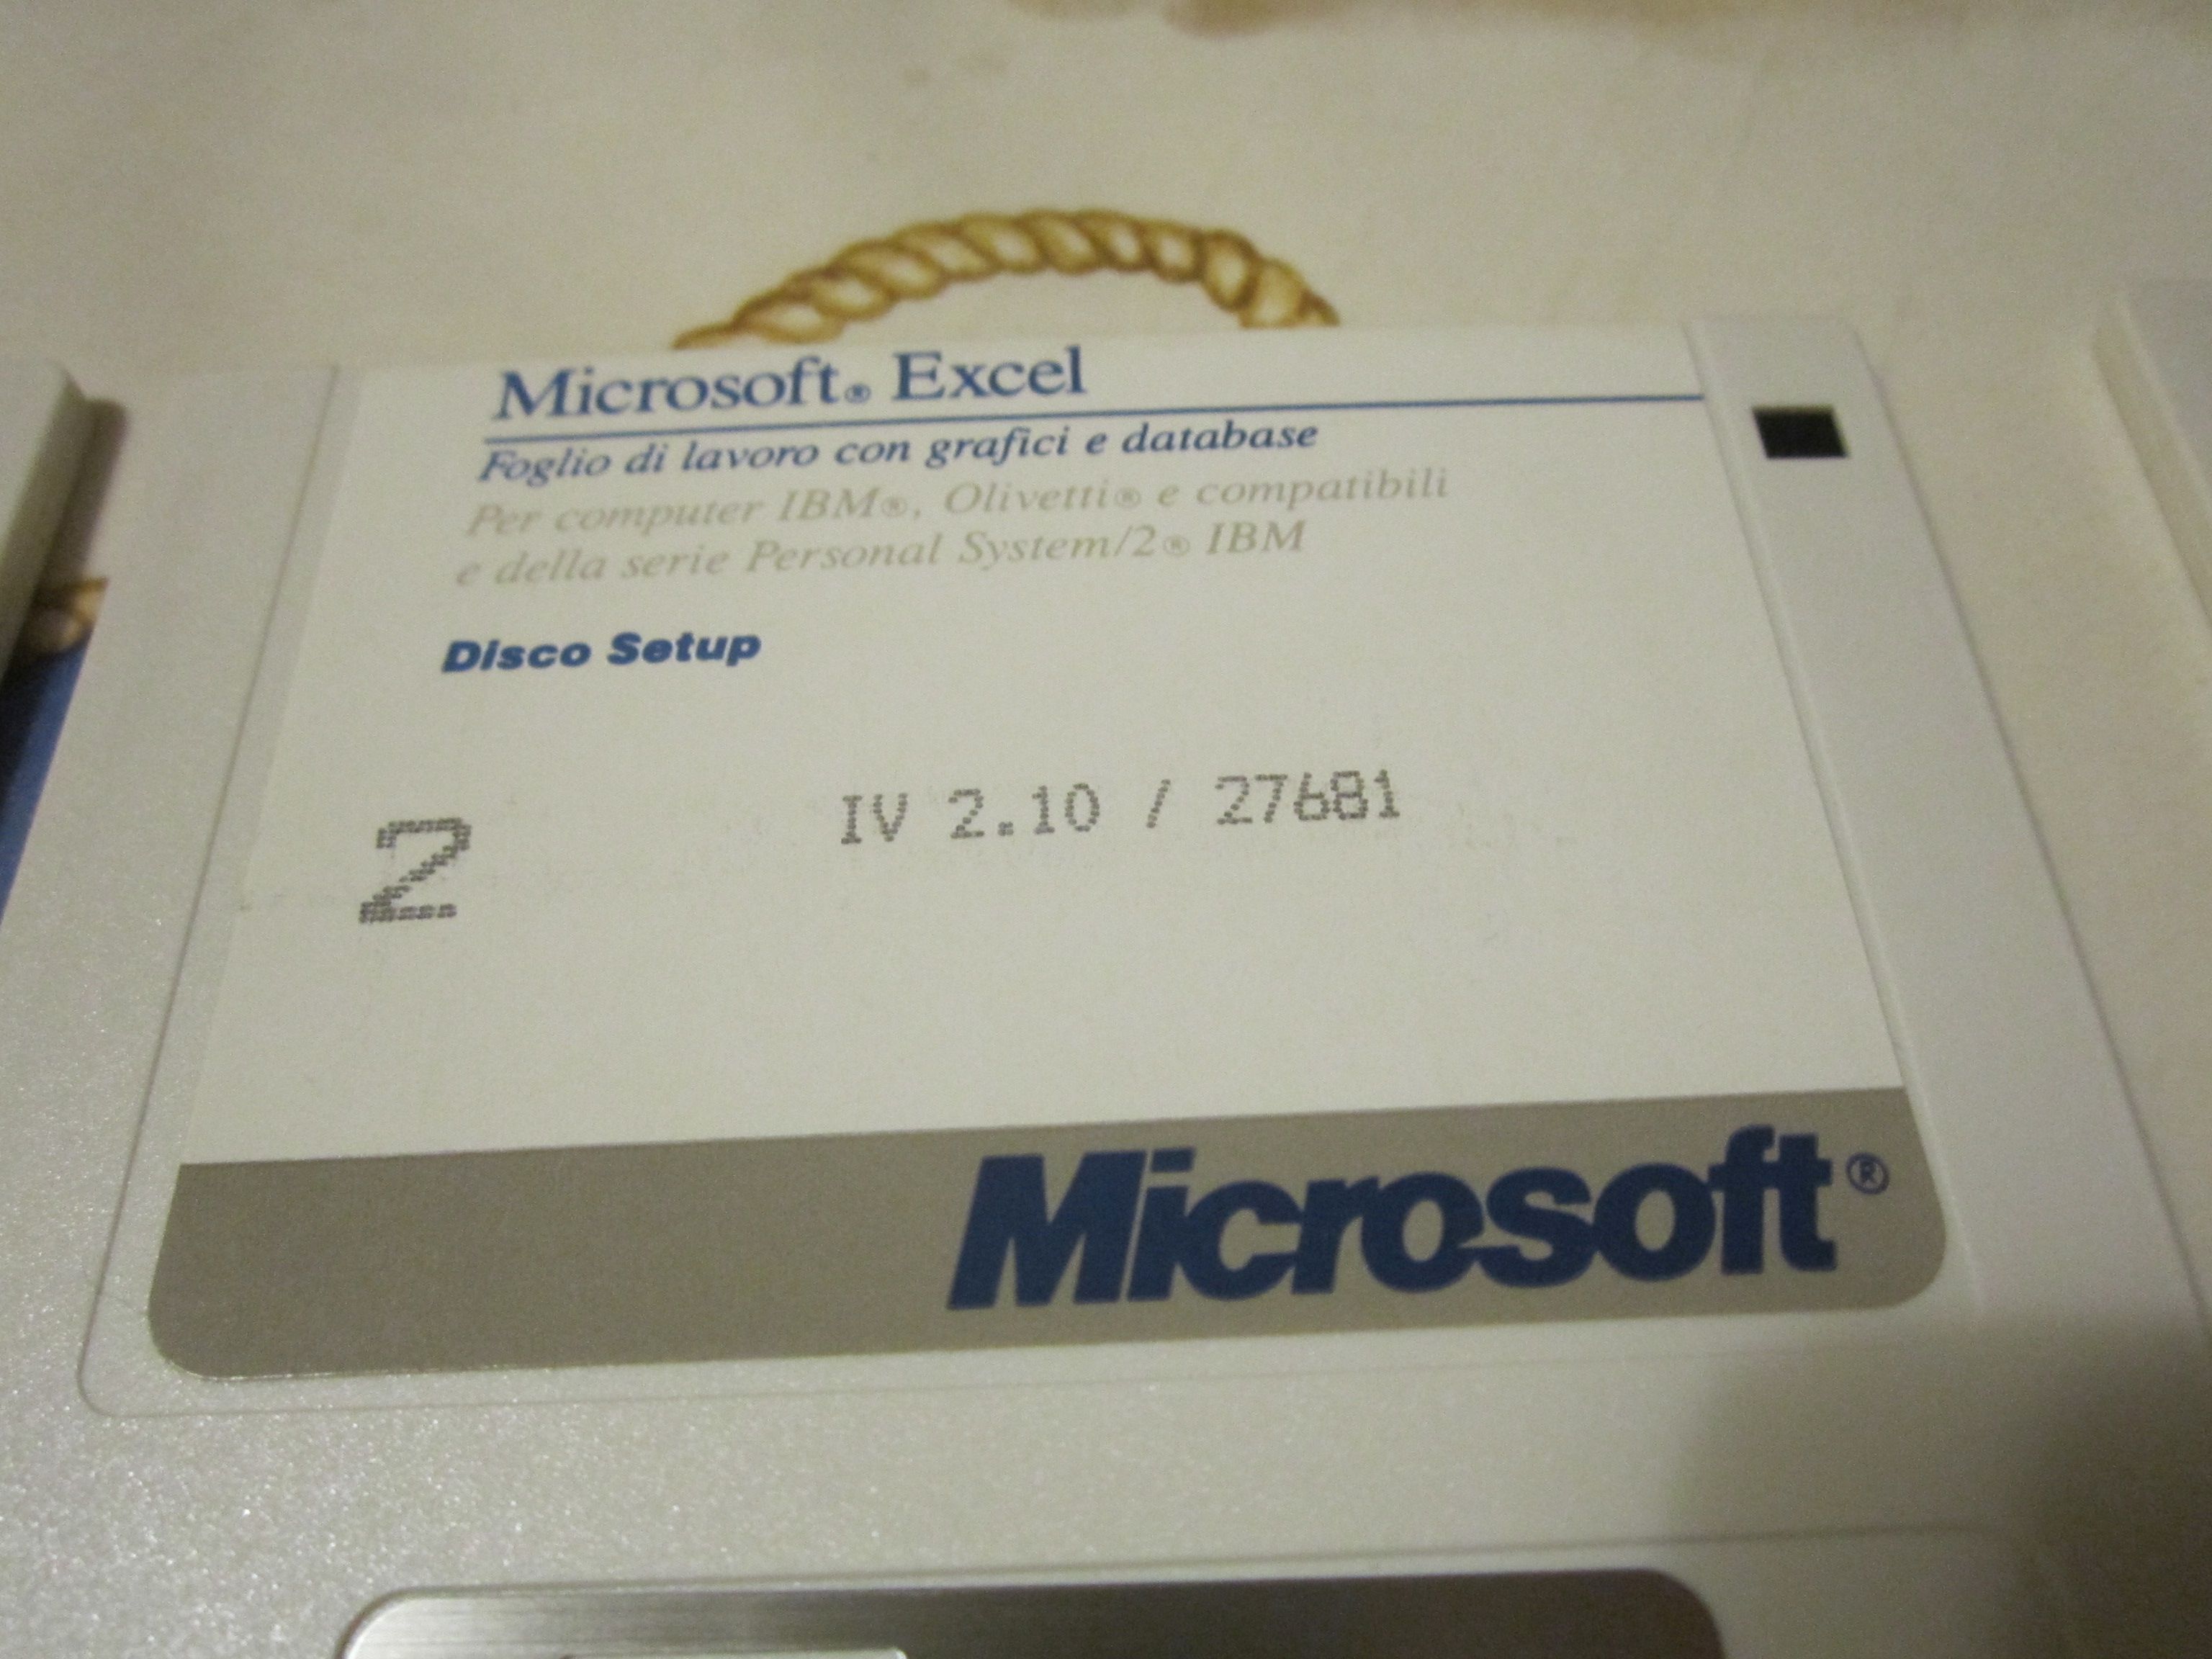 Microsoft® Excel
Foglio di lavoro con grafici e database
Per computer IBM®, Olivetti® e compatibili
e della serie Personal System/2® IBM
Disco Setup
IV 2.10 / 27681
2
Microsoft®